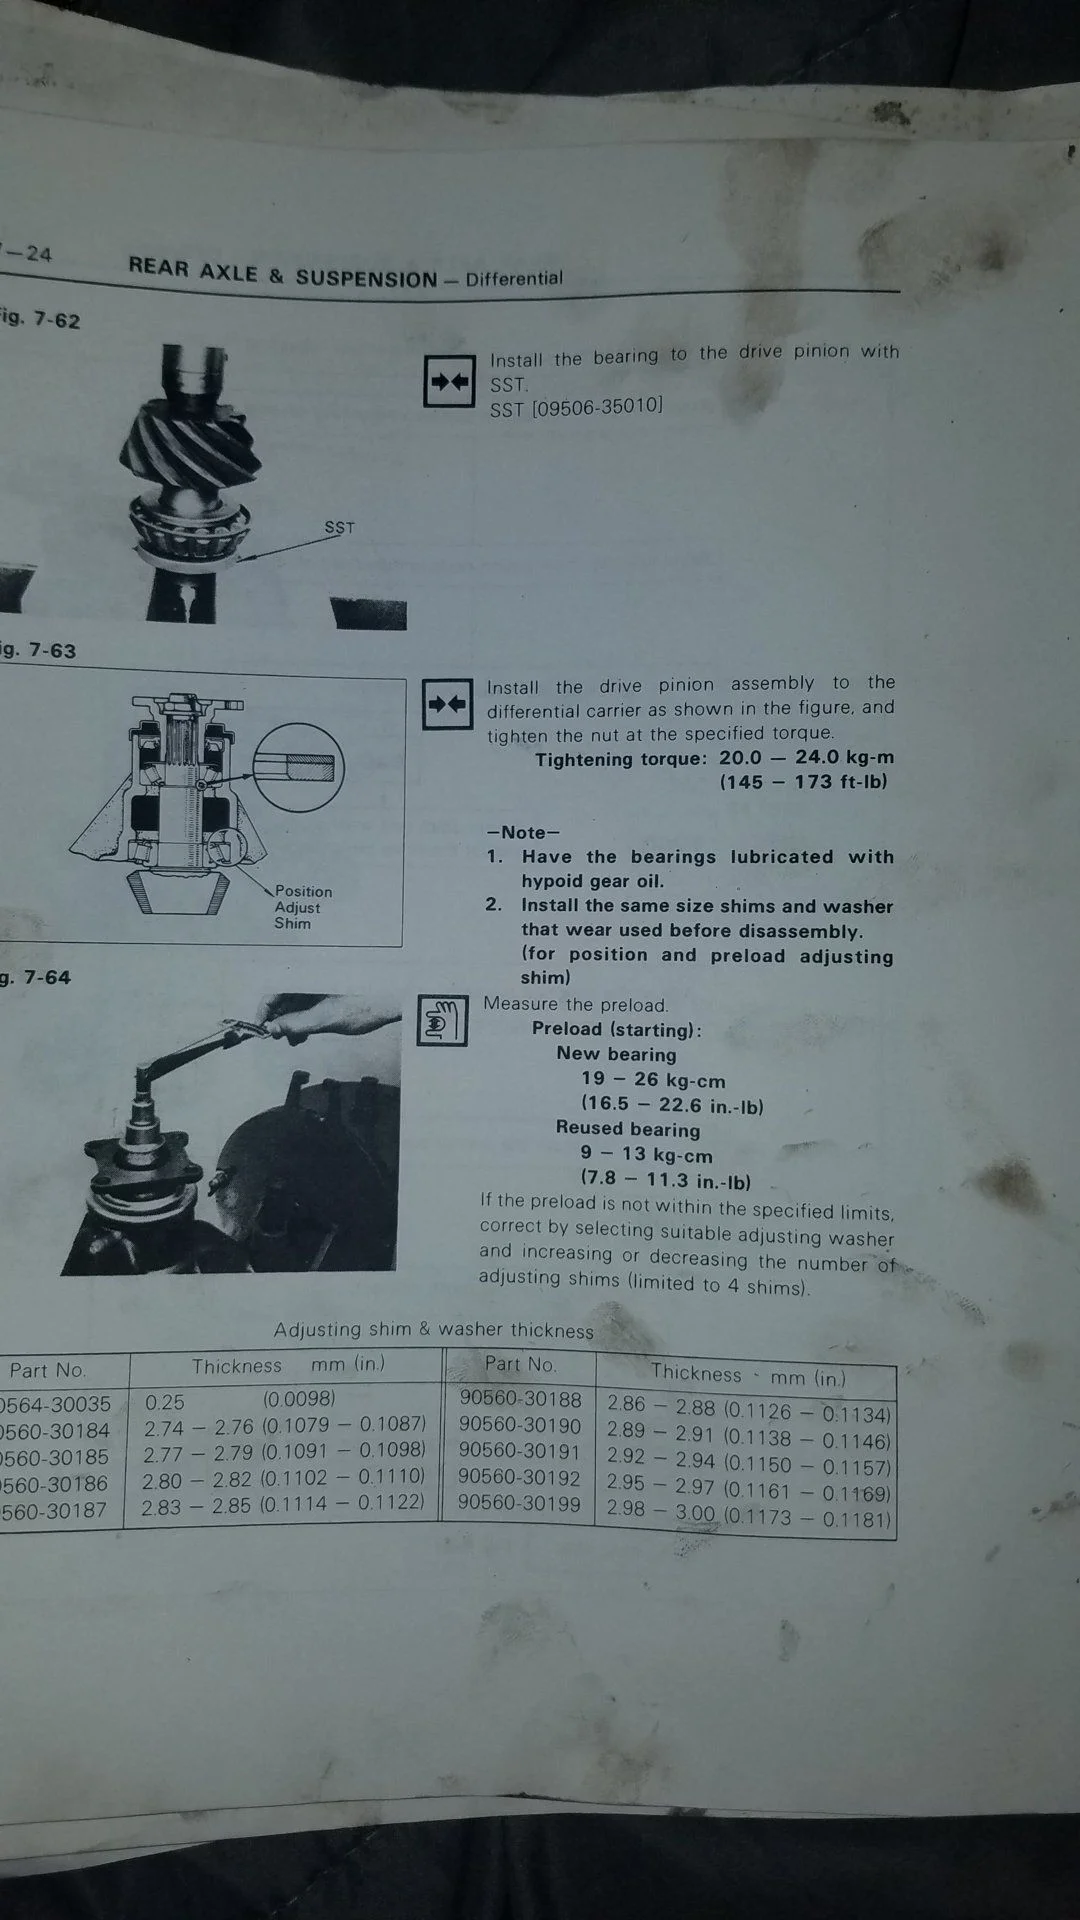 —24
REAR AXLE & SUSPENSION — Differential
ig. 7-62
Install the bearing to the drive pinion with
SST.
SST [09506-35010]
SST
ig. 7-63
Install the drive pinion assembly to the
differential carrier as shown in the figure, and
tighten the nut at the specified torque.
Tightening torque: 20.0 — 24.0 kg-m
(145 — 173 ft-lb)
—Note—
1. Have the bearings lubricated with
hypoid gear oil.
2. Install the same size shims and washer
that wear used before disassembly.
(for position and preload adjusting
shim)
Position
Adjust
Shim
g. 7-64
Measure the preload.
Preload (starting):
New bearing
19 — 26 kg-cm
(16.5 — 22.6 in.-lb)
Reused bearing
9 — 13 kg-cm
(7.8 — 11.3 in.-lb)
If the preload is not within the specified limits,
correct by selecting suitable adjusting washer
and increasing or decreasing the number of
adjusting shims (limited to 4 shims).
Adjusting shim & washer thickness
Part No. Thickness mm (in.) Part No. Thickness mm (in.)
0564-30035 0.25 (0.0098) 90560-30188 2.86 — 2.88 (0.1126 — 0.1134)
0560-30184 2.74 — 2.76 (0.1079 — 0.1087) 90560-30190 2.89 — 2.91 (0.1138 — 0.1146)
0560-30185 2.77 — 2.79 (0.1091 — 0.1098) 90560-30191 2.92 — 2.94 (0.1150 — 0.1157)
560-30186 2.80 — 2.82 (0.1102 — 0.1110) 90560-30192 2.95 — 2.97 (0.1161 — 0.1169)
560-30187 2.83 — 2.85 (0.1114 — 0.1122) 90560-30199 2.98 — 3.00 (0.1173 — 0.1181)